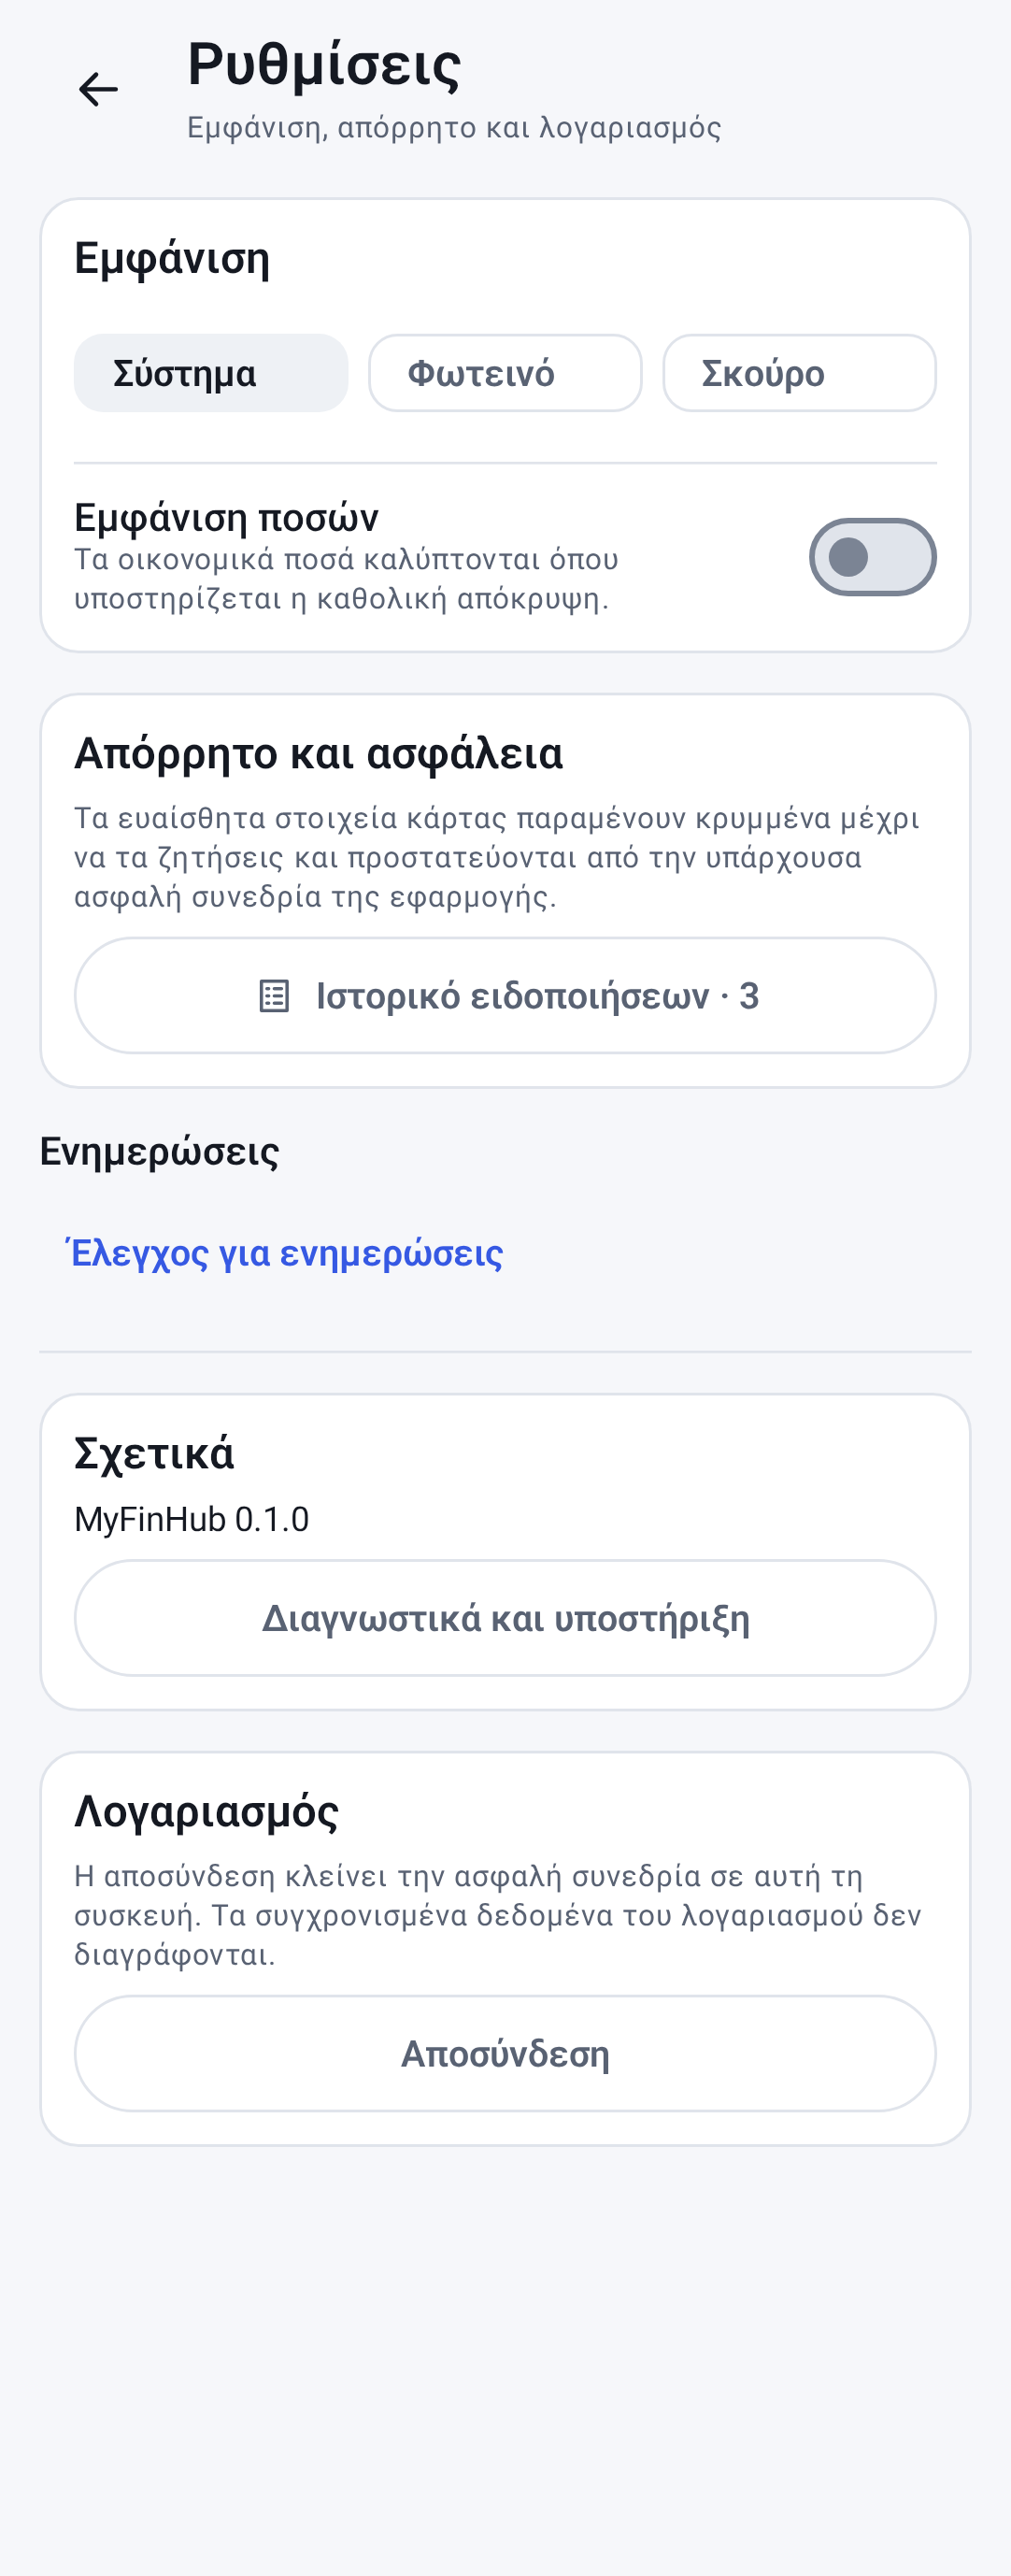 Ρυθμίσεις
Εμφάνιση, απόρρητο και λογαριασμός
Εμφάνιση
Σύστημα
Φωτεινό
Σκούρο
Εμφάνιση ποσών
Τα οικονομικά ποσά καλύπτονται όπου
υποστηρίζεται η καθολική απόκρυψη.
Απόρρητο και ασφάλεια
Τα ευαίσθητα στοιχεία κάρτας παραμένουν κρυμμένα μέχρι
να τα ζητήσεις και προστατεύονται από την υπάρχουσα
ασφαλή συνεδρία της εφαρμογής.
Ιστορικό ειδοποιήσεων · 3
Ενημερώσεις
Έλεγχος για ενημερώσεις
Σχετικά
MyFinHub 0.1.0
Διαγνωστικά και υποστήριξη
Λογαριασμός
Η αποσύνδεση κλείνει την ασφαλή συνεδρία σε αυτή τη
συσκευή. Τα συγχρονισμένα δεδομένα του λογαριασμού δεν
διαγράφονται.
Αποσύνδεση